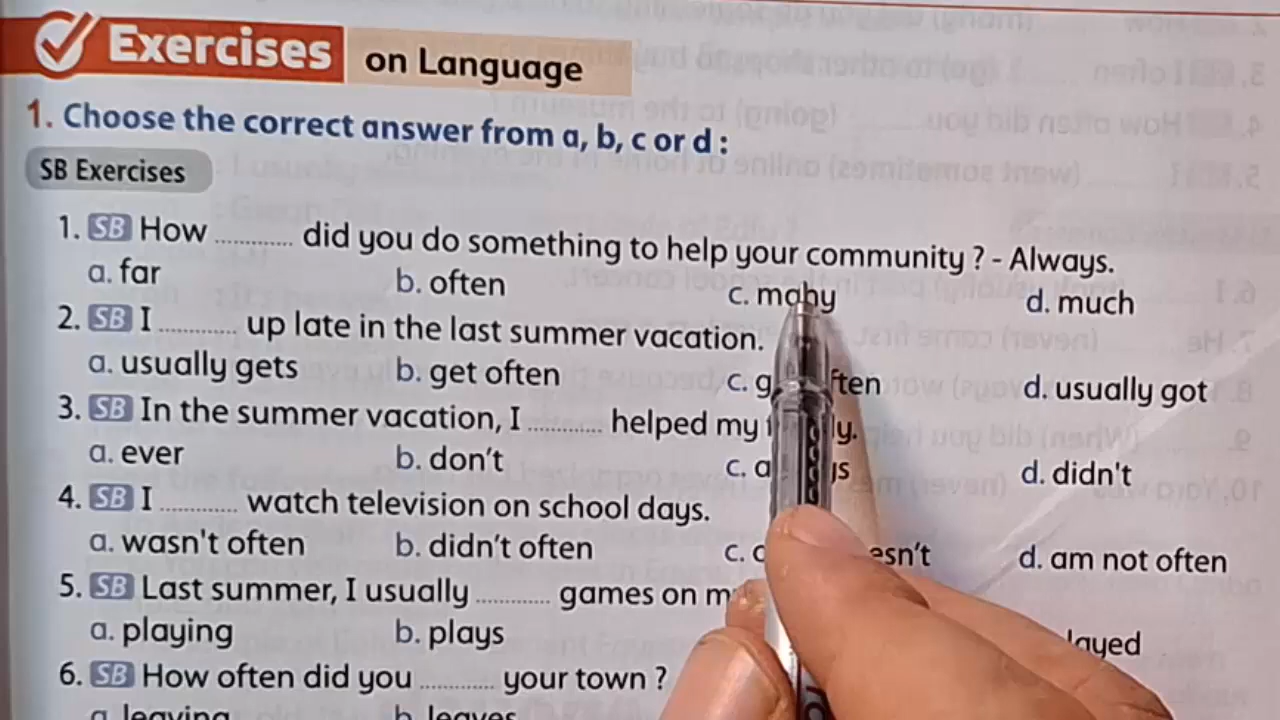 Exercises on Language
1. Choose the correct answer from a, b, c or d :
SB Exercises
1. SB How ............ did you do something to help your community ? - Always.
a. far b. often c. many d. much
2. SB I ............ up late in the last summer vacation.
a. usually gets b. get often c. d. usually got
3. SB In the summer vacation, I ............ helped my
a. ever b. don't c. d. didn't
4. SB I ............ watch television on school days.
a. wasn't often b. didn't often c. d. am not often
5. SB Last summer, I usually ............ games on
a. playing b. plays
6. SB How often did you ............ your town ?
a. leaving b. leaves